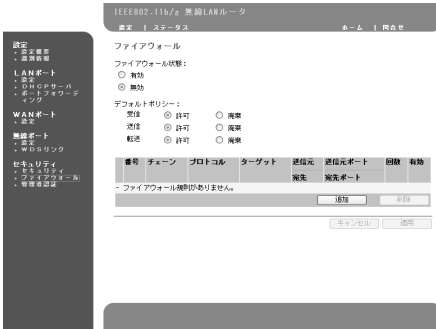 IEEE802.11b/g 無線LANルータ
設定 | ステータス
ホーム | 問合せ
設定
設定概要
識別情報
LANポート
設定
DHCPサーバ
ポートフォワーディング
WANポート
設定
無線ポート
設定
WDSリンク
セキュリティ
セキュリティ
ファイアウォール
管理者認証
ファイアウォール
ファイアウォール状態：
有効
無効
デフォルトポリシー：
受信 許可 廃棄
送信 許可 廃棄
転送 許可 廃棄
番号 チェーン プロトコル ターゲット 送信元 送信元ポート 回数 有効
宛先 宛先ポート
- ファイアウォール規則がありません。
追加 削除
キャンセル 適用